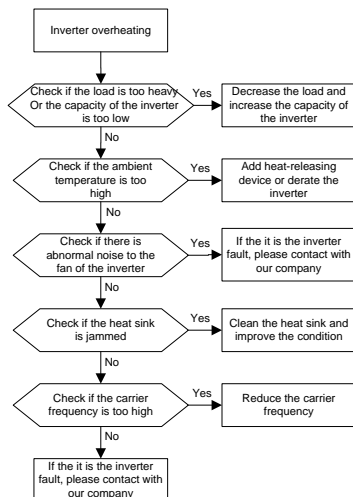 Inverter overheating
Check if the load is too heavy
Or the capacity of the inverter
is too low
Yes
Decrease the load and
increase the capacity of
the inverter
No
Check if the ambient
temperature is too
high
Yes
Add heat-releasing
device or derate the
inverter
No
Check if there is
abnormal noise to the
fan of the inverter
Yes
If the it is the inverter
fault, please contact with
our company
No
Check if the heat sink
is jammed
Yes
Clean the heat sink and
improve the condition
No
Check if the carrier
frequency is too high
Yes
Reduce the carrier
frequency
No
If the it is the inverter
fault, please contact with
our company